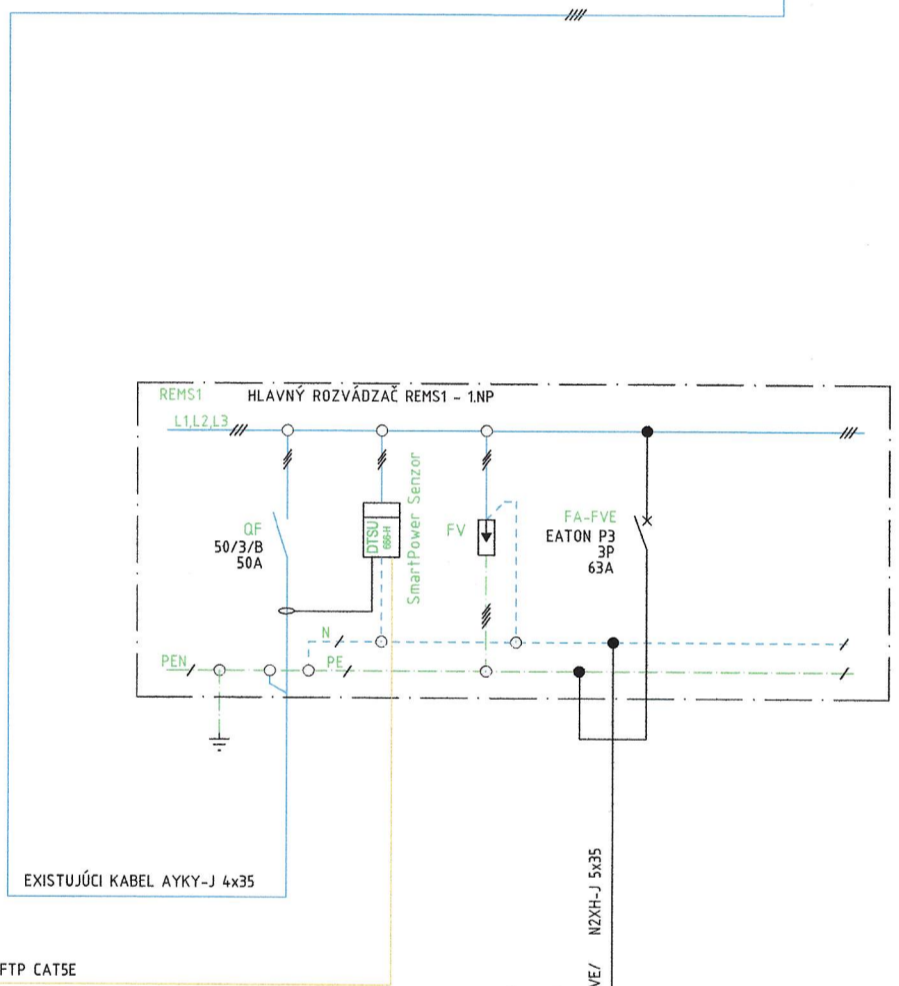 REMS1
HLAVNÝ ROZVÁDZAČ REMS1 - 1.NP
L1,L2,L3
QF
50/3/B
50A
DTSU
666-H
SmartPower Senzor
FV
FA-FVE
EATON P3
3P
63A
N
PEN
PE
EXISTUJÚCI KABEL AYKY-J 4x35
FTP CAT5E
VE/ N2XH-J 5x35